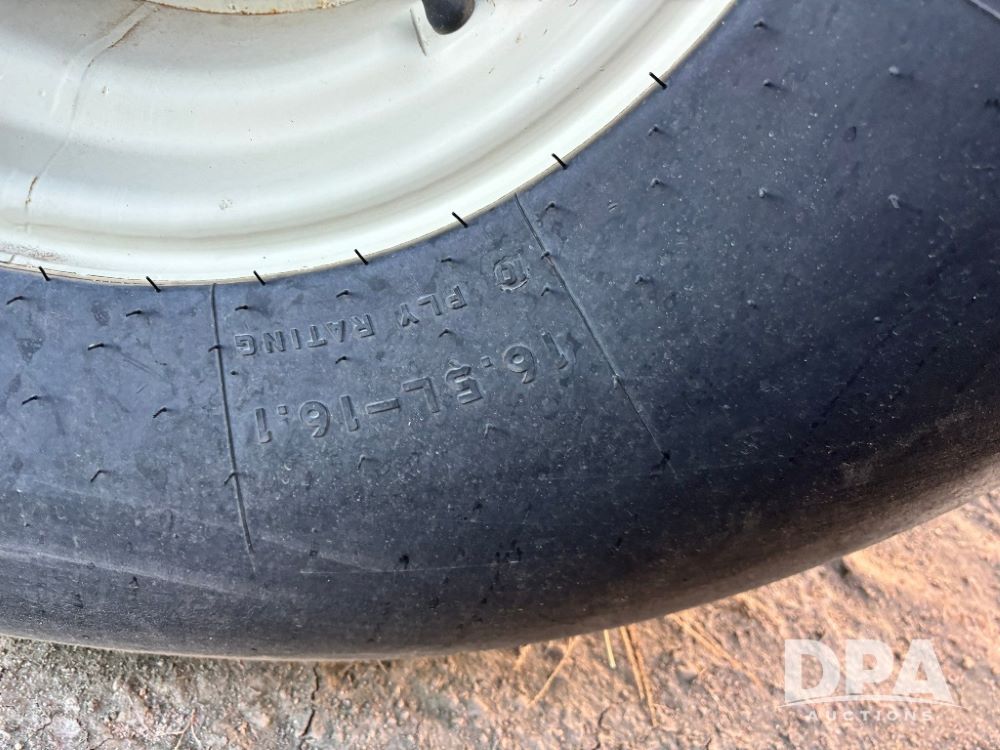 16.5L-16.1
10 PLY RATING
DPA
AUCTIONS